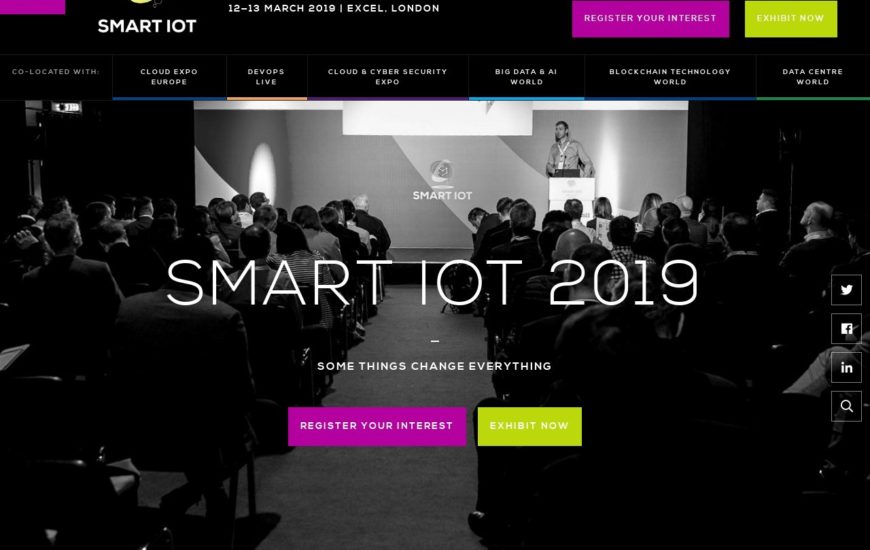 12–13 MARCH 2019 | EXCEL, LONDON
SMART IOT
REGISTER YOUR INTEREST
EXHIBIT NOW
CO-LOCATED WITH:
CLOUD EXPO
EUROPE
DEVOPS
LIVE
CLOUD & CYBER SECURITY
EXPO
BIG DATA & AI
WORLD
BLOCKCHAIN TECHNOLOGY
WORLD
DATA CENTRE
WORLD
SMART IOT
SMART IOT 2019
SOME THINGS CHANGE EVERYTHING
REGISTER YOUR INTEREST
EXHIBIT NOW